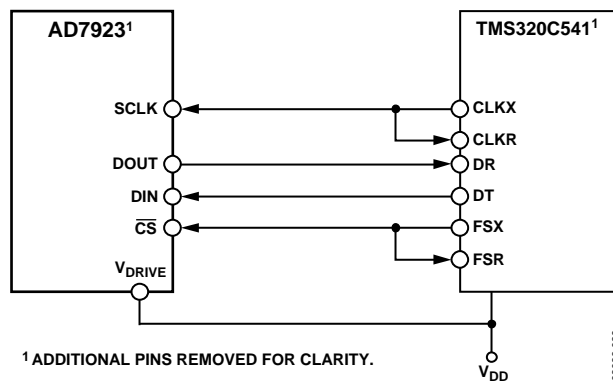 AD7923¹
TMS320C541¹
SCLK
CLKX
CLKR
DOUT
DR
DIN
DT
C̅S̅
FSX
FSR
VDRIVE
¹ ADDITIONAL PINS REMOVED FOR CLARITY.
VDD